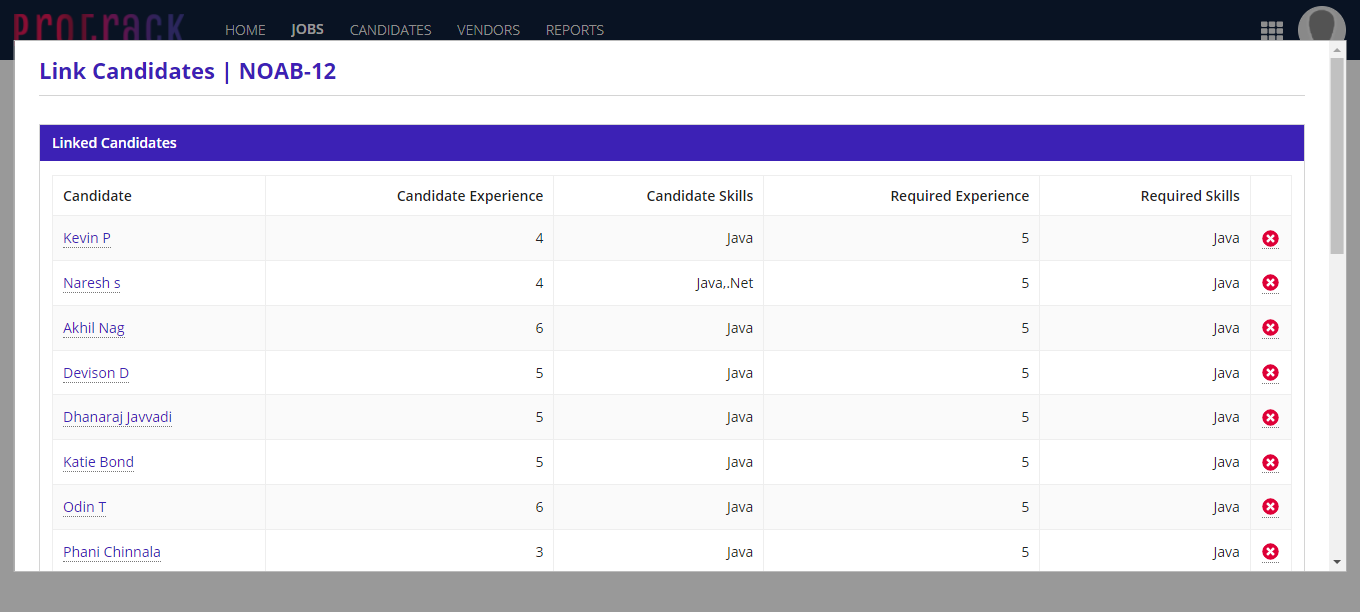 HOME JOBS CANDIDATES VENDORS REPORTS
Link Candidates | NOAB-12
Linked Candidates
Candidate Candidate Experience Candidate Skills Required Experience Required Skills
Kevin P 4 Java 5 Java
Naresh s 4 Java,.Net 5 Java
Akhil Nag 6 Java 5 Java
Devison D 5 Java 5 Java
Dhanaraj Javvadi 5 Java 5 Java
Katie Bond 5 Java 5 Java
Odin T 6 Java 5 Java
Phani Chinnala 3 Java 5 Java